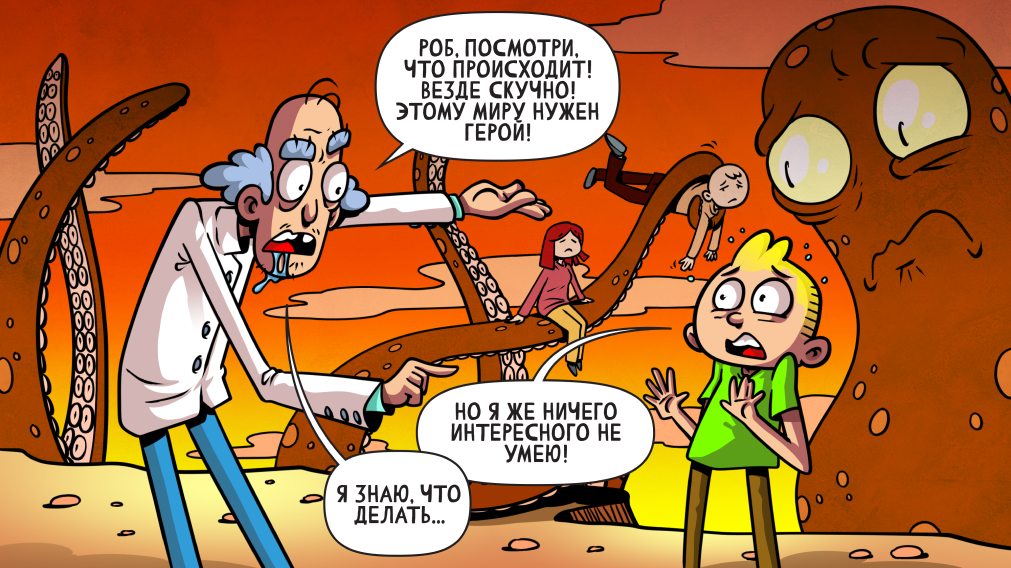 РОБ, ПОСМОТРИ,
ЧТО ПРОИСХОДИТ!
ВЕЗДЕ СКУЧНО!
ЭТОМУ МИРУ НУЖЕН
ГЕРОЙ!
НО Я ЖЕ НИЧЕГО
ИНТЕРЕСНОГО НЕ
УМЕЮ!
Я ЗНАЮ, ЧТО
ДЕЛАТЬ...